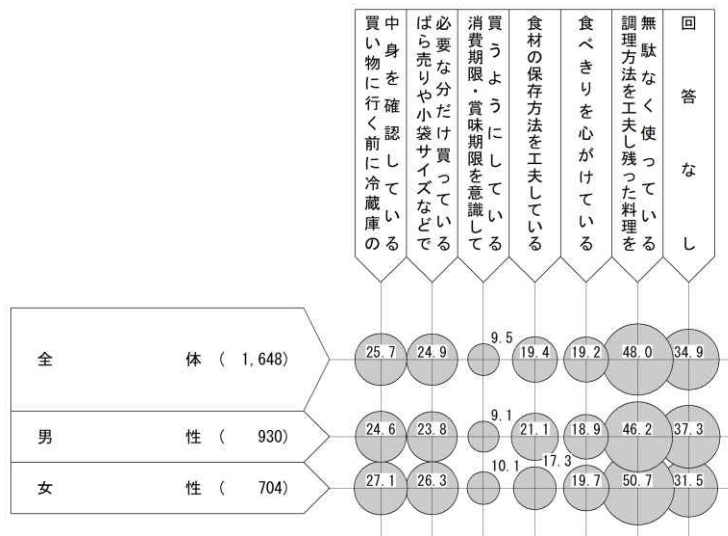 買い物に行く前に冷蔵庫の
中身を確認している
ばら売りや小袋サイズなどで
必要な分だけ買っている
消費期限・賞味期限を意識して
買うようにしている
食材の保存方法を工夫している
食べきりを心がけている
調理方法を工夫し残った料理を
無駄なく使っている
回答なし
全体 ( 1,648)
25.7 24.9 9.5 19.4 19.2 48.0 34.9
男性 ( 930)
24.6 23.8 9.1 21.1 18.9 46.2 37.3
女性 ( 704)
27.1 26.3 10.1 17.3 19.7 50.7 31.5